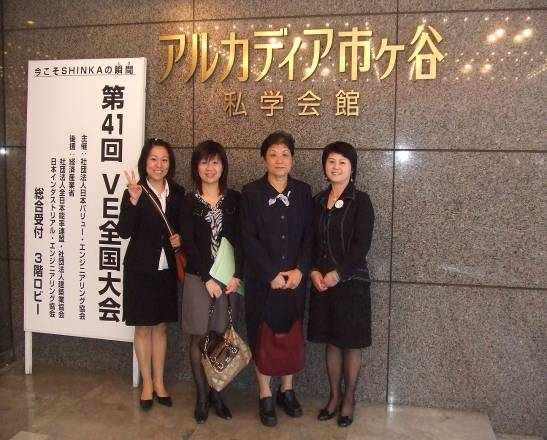 アルカディア市ヶ谷
私学会館
今こそSHINKAの瞬間
第41回 VE全国大会
主催:社団法人日本バリュー・エンジニアリング協会
後援:経済産業省
社団法人全日本能率連盟・社団法人建築業協会
日本インダストリアル・エンジニアリング協会
総合受付 3階ロビー